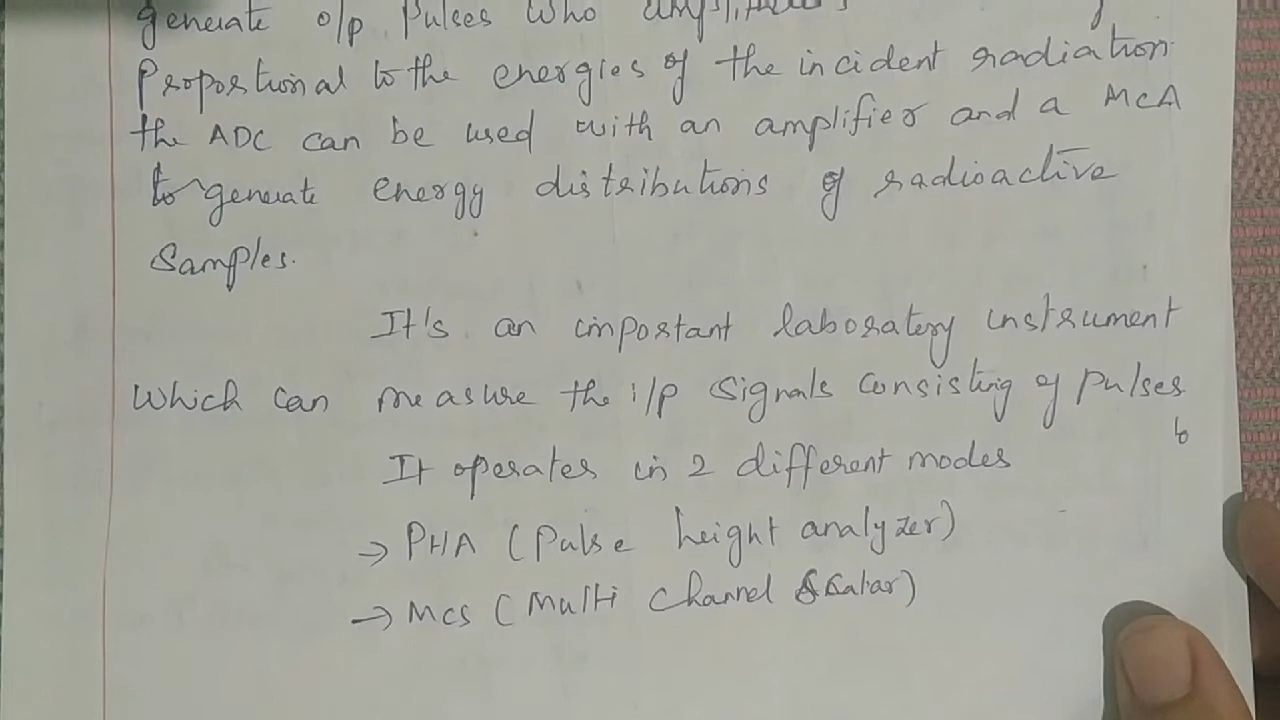 generate o/p pulses who
proportional to the energies of the incident radiation.
the ADC can be used with an amplifier and a MCA
to generate energy distributions of radioactive
samples.
It's an important laboratory instrument
which can measure the i/p signals consisting of pulses
It operates in 2 different modes
→ PHA (Pulse height analyzer)
→ MCS (Multi channel Scalar)